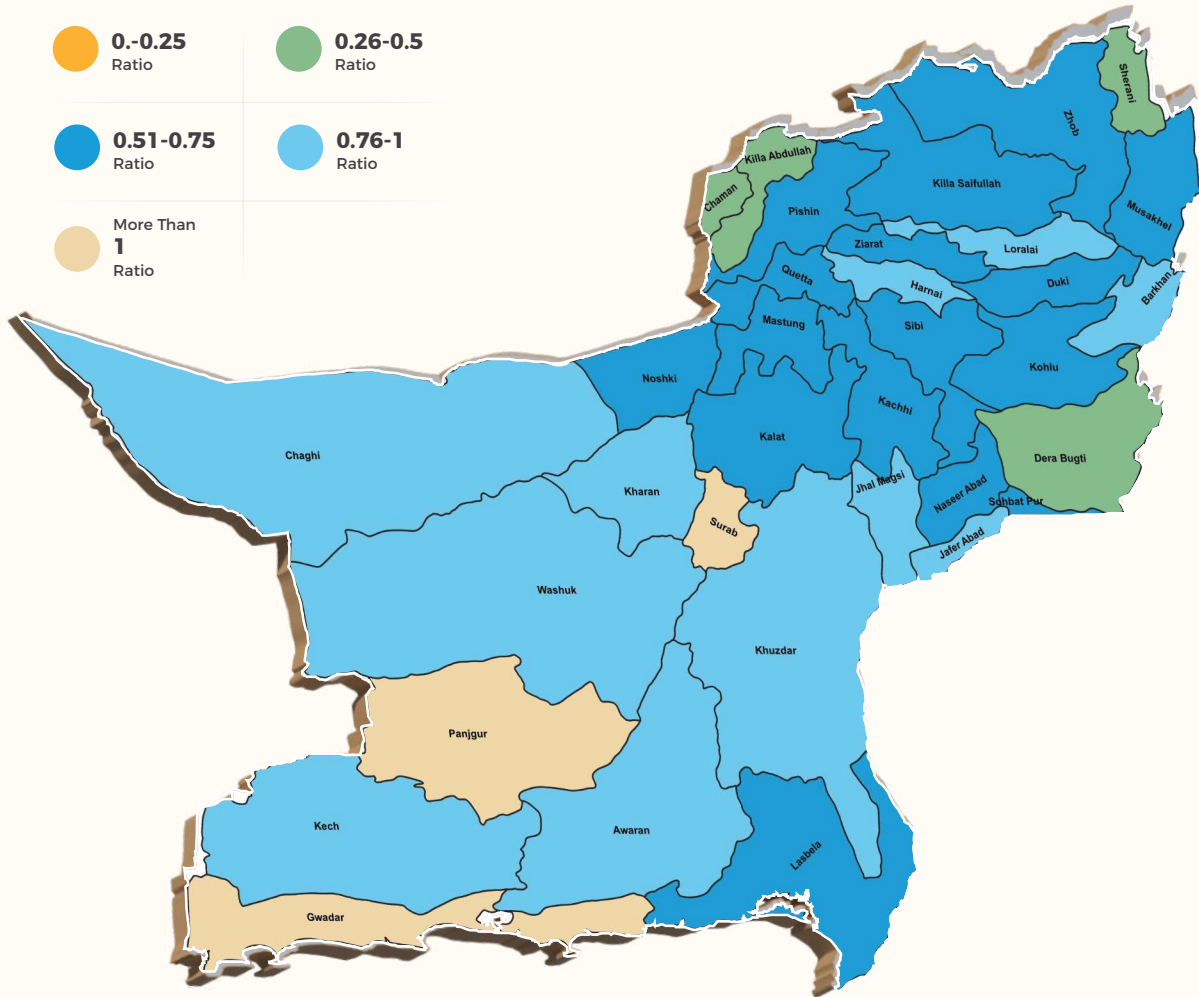 0.-0.25
Ratio
0.26-0.5
Ratio
0.51-0.75
Ratio
0.76-1
Ratio
More Than
1
Ratio
Sherani
Zhob
Killa Abdullah
Chaman
Killa Saifullah
Pishin
Musakhel
Ziarat
Loralai
Quetta
Harnai
Duki
Barkhan
Mastung
Sibi
Noshki
Kohlu
Kachhi
Kalat
Chaghi
Dera Bugti
Kharan
Jhal Magsi
Naseer Abad
Sohbat Pur
Surab
Jafer Abad
Washuk
Khuzdar
Panjgur
Kech
Awaran
Lasbela
Gwadar